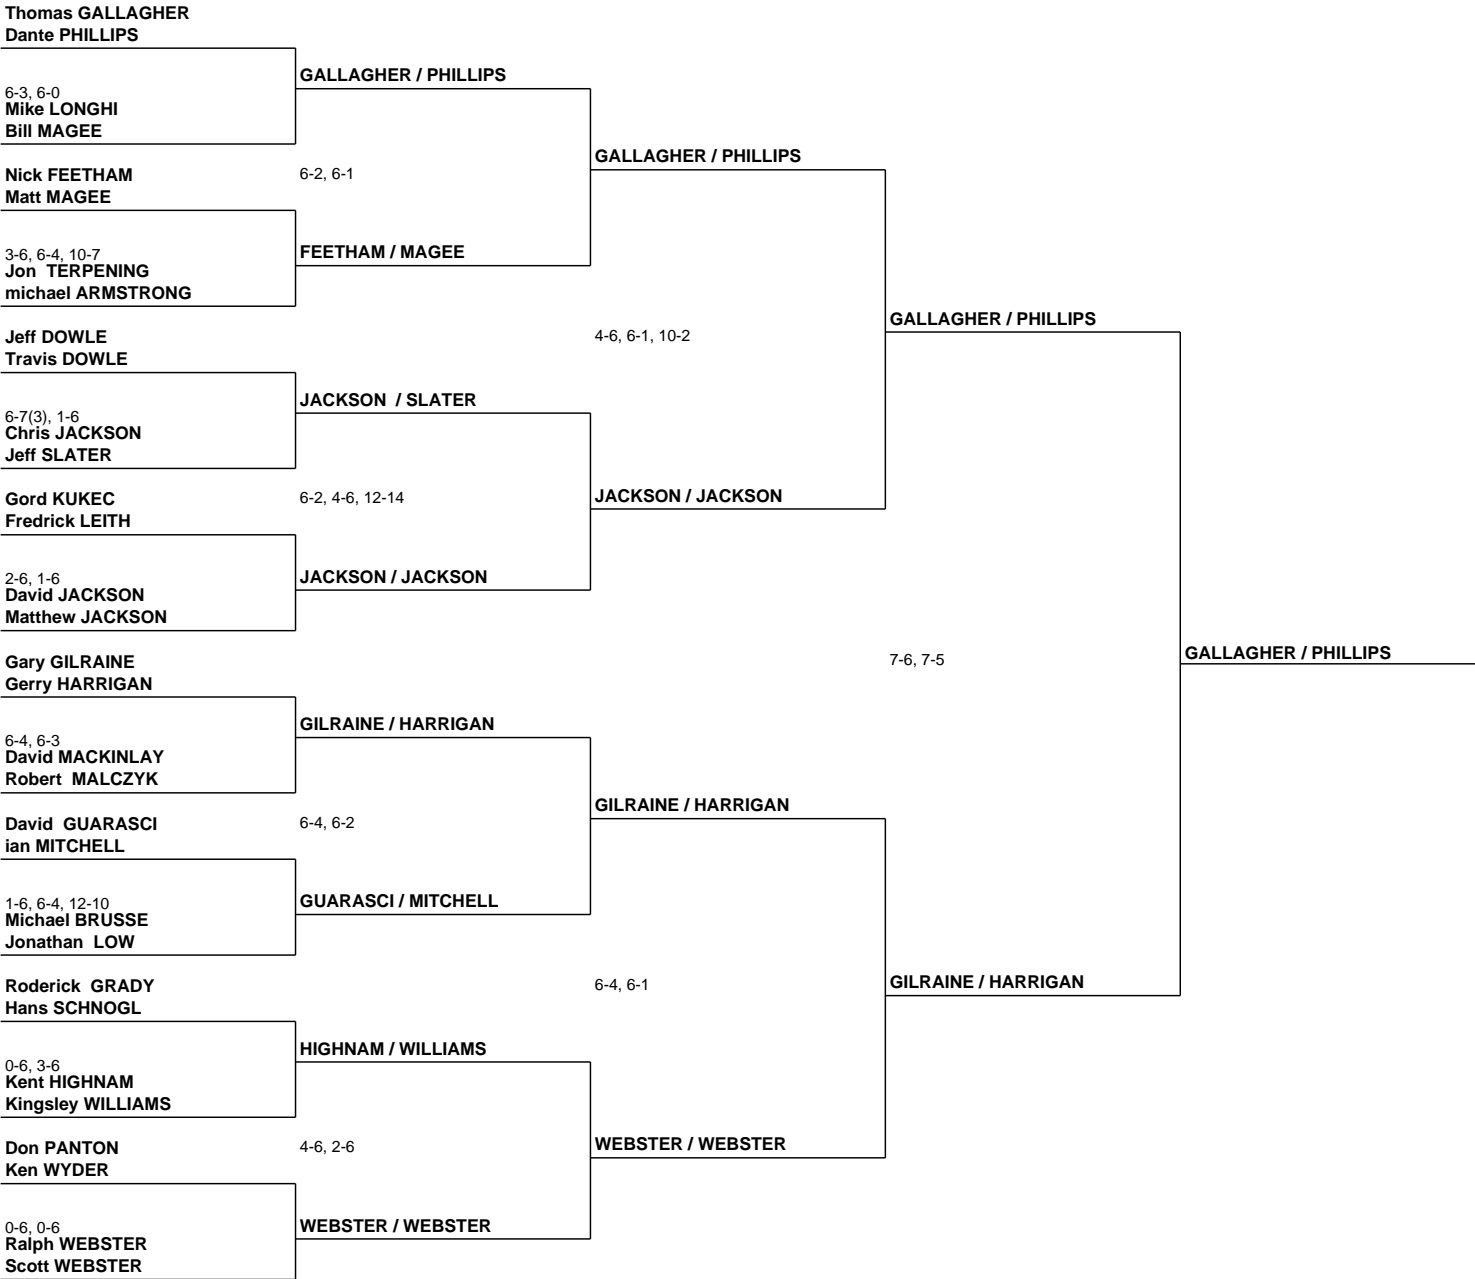 Thomas GALLAGHER
Dante PHILLIPS
GALLAGHER / PHILLIPS
6-3, 6-0
Mike LONGHI
Bill MAGEE
GALLAGHER / PHILLIPS
Nick FEETHAM
6-2, 6-1
Matt MAGEE
FEETHAM / MAGEE
3-6, 6-4, 10-7
Jon TERPENING
michael ARMSTRONG
GALLAGHER / PHILLIPS
Jeff DOWLE
4-6, 6-1, 10-2
Travis DOWLE
JACKSON / SLATER
6-7(3), 1-6
Chris JACKSON
Jeff SLATER
Gord KUKEC
6-2, 4-6, 12-14
JACKSON / JACKSON
Fredrick LEITH
2-6, 1-6
JACKSON / JACKSON
David JACKSON
Matthew JACKSON
Gary GILRAINE
7-6, 7-5
GALLAGHER / PHILLIPS
Gerry HARRIGAN
GILRAINE / HARRIGAN
6-4, 6-3
David MACKINLAY
Robert MALCZYK
GILRAINE / HARRIGAN
David GUARASCI
6-4, 6-2
ian MITCHELL
1-6, 6-4, 12-10
GUARASCI / MITCHELL
Michael BRUSSE
Jonathan LOW
Roderick GRADY
6-4, 6-1
GILRAINE / HARRIGAN
Hans SCHNOGL
HIGHNAM / WILLIAMS
0-6, 3-6
Kent HIGHNAM
Kingsley WILLIAMS
Don PANTON
4-6, 2-6
WEBSTER / WEBSTER
Ken WYDER
0-6, 0-6
WEBSTER / WEBSTER
Ralph WEBSTER
Scott WEBSTER